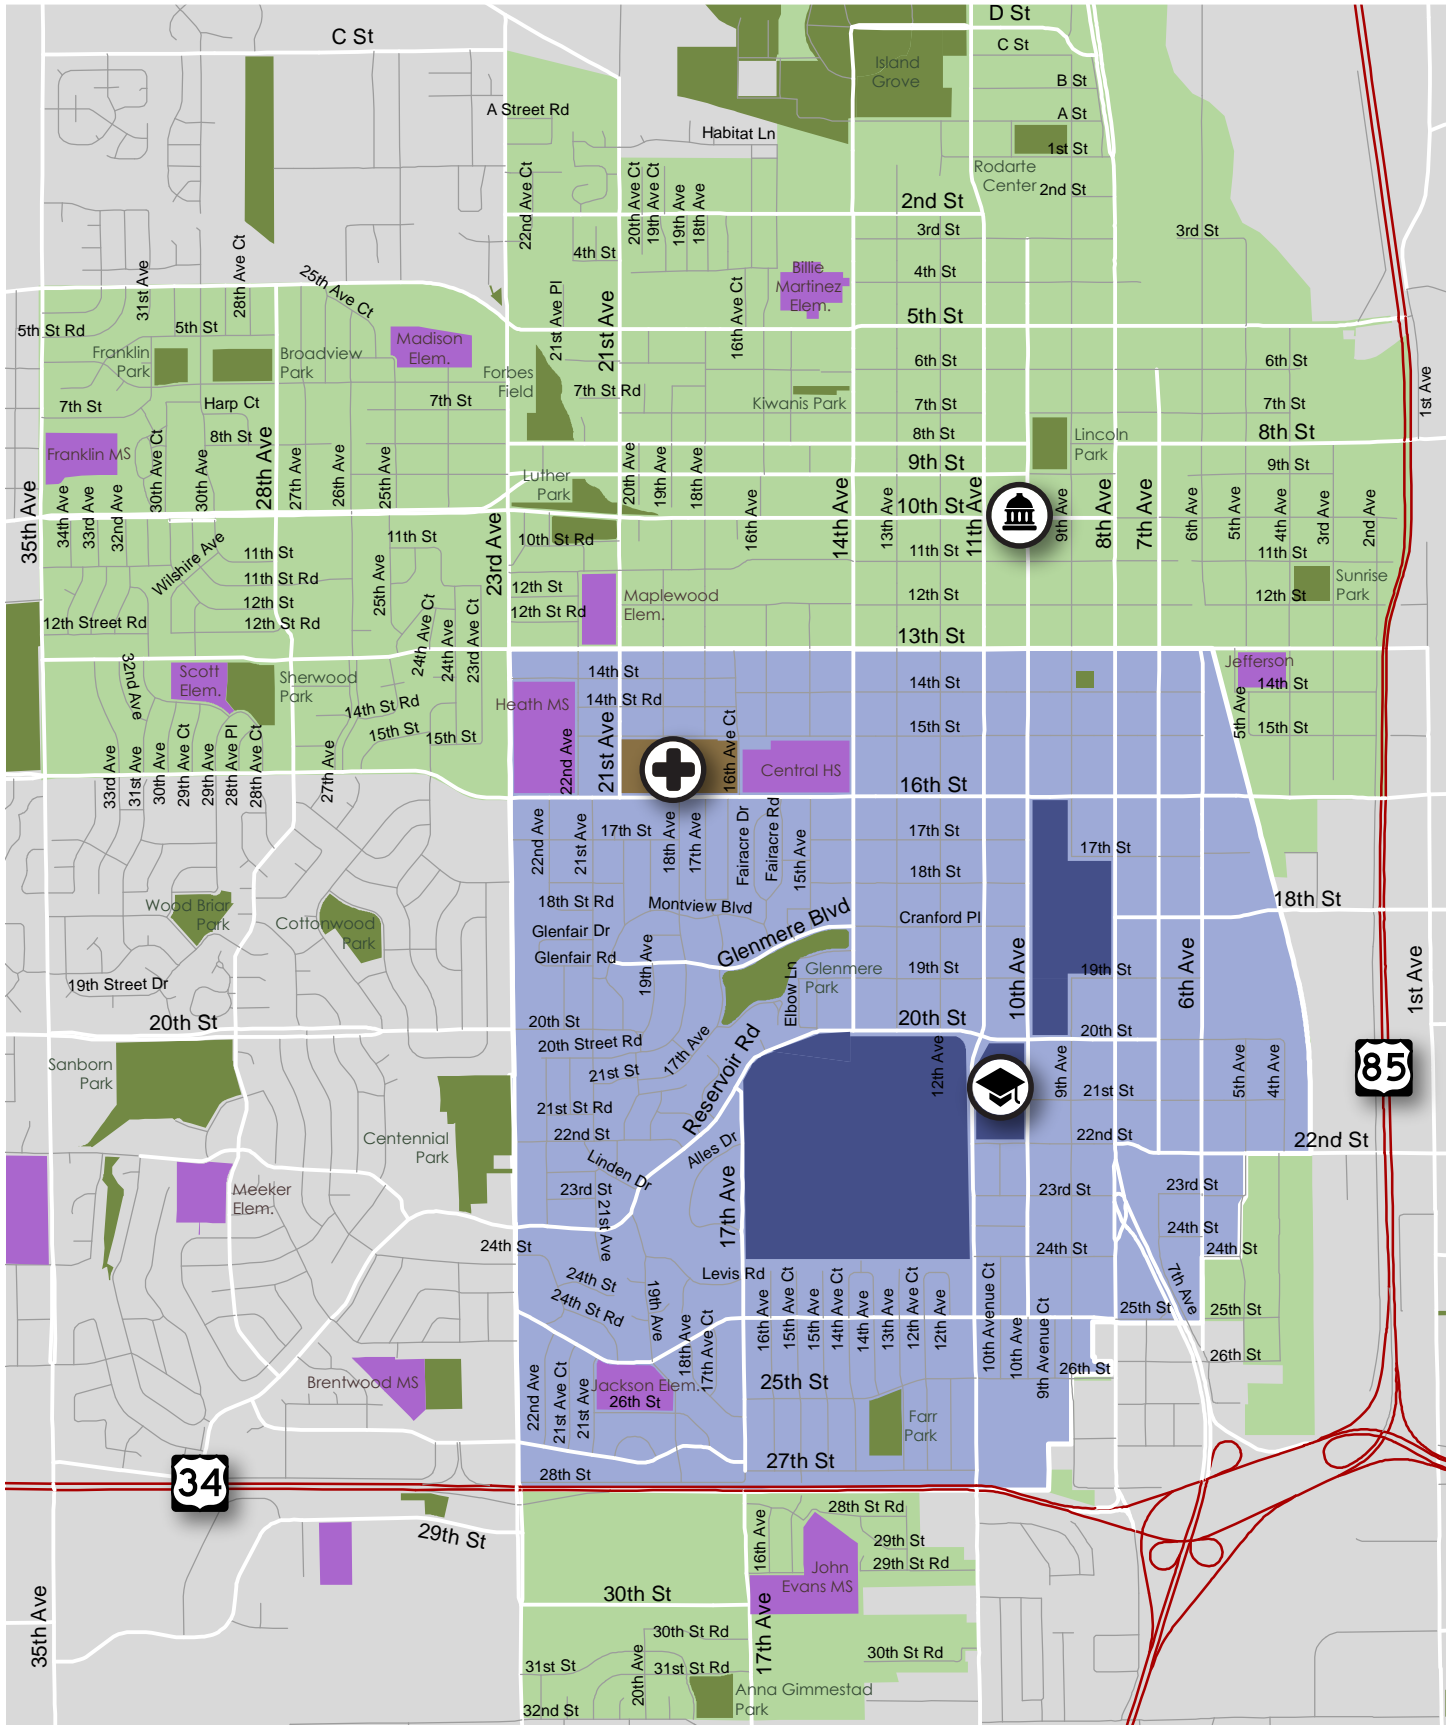 D St
C St
C St
Island
Grove
B St
A Street Rd
A St
Habitat Ln
1st St
Rodarte
Center
2nd St
22nd Ave Ct
20th Ave Ct
19th Ave Ct
19th Ave
18th Ave
2nd St
3rd St
3rd St
4th St
31st Ave
28th Ave Ct
25th Ave Ct
Billie
Martinez
Elem.
4th St
21st Ave Pl
21st Ave
16th Ave Ct
5th St
5th St Rd
5th St
Madison
Elem.
Franklin
Park
Broadview
Park
6th St
6th St
Forbes
Field
7th St Rd
1st Ave
7th St
Harp Ct
7th St
Kiwanis Park
7th St
7th St
8th St
8th St
Lincoln
Park
8th St
Franklin MS
30th Ave Ct
30th Ave
28th Ave
27th Ave
26th Ave
25th Ave
20th Ave
19th Ave
18th Ave
9th St
9th St
Luther
Park
35th Ave
34th Ave
33rd Ave
32nd Ave
23rd Ave
16th Ave
14th Ave
13th Ave
10th St
11th Ave
9th Ave
8th Ave
7th Ave
6th Ave
5th Ave
4th Ave
3rd Ave
2nd Ave
11th St
10th St Rd
11th St
11th St
Wilshire Ave
11th St
11th St Rd
25th Ave
12th St
12th St Rd
12th St
12th St Rd
12th Street Rd
Maplewood
Elem.
12th St
12th St
Sunrise
Park
24th Ave Ct
24th Ave
23rd Ave Ct
13th St
32nd Ave
Scott
Elem.
Sherwood
Park
14th St
14th St
Jefferson
14th St
Heath MS
14th St Rd
14th St Rd
15th St
15th St
15th St
5th Ave
15th St
33rd Ave
31st Ave
30th Ave
29th Ave Ct
29th Ave
28th Ave Pl
28th Ave Ct
27th Ave
22nd Ave
21st Ave
16th Ave Ct
Central HS
16th St
22nd Ave
21st Ave
17th St
18th Ave
17th Ave
Fairacre Dr
Fairacre Rd
15th Ave
17th St
17th St
18th St
Wood Briar
Park
Cottonwood
Park
18th St Rd
Montview Blvd
Glenmere Blvd
Cranford Pl
18th St
Glenfair Dr
Glenfair Rd
19th Ave
Elbow Ln
Glenmere
Park
19th St
10th Ave
19th St
6th Ave
1st Ave
19th Street Dr
20th St
20th St
20th St
20th St
20th Street Rd
17th Ave
Reservoir Rd
Sanborn
Park
21st St
12th Ave
9th Ave
21st St
5th Ave
4th Ave
85
21st St Rd
Centennial
Park
22nd St
22nd St
22nd St
Alles Dr
Linden Dr
Meeker
Elem.
23rd St
23rd St
23rd St
21st Ave
17th Ave
24th St
24th St
24th St
24th St
24th St
24th St Rd
Levis Rd
19th Ave
18th Ave
17th Ave Ct
16th Ave
15th Ave Ct
15th Ave
14th Ave Ct
14th Ave
13th Ave
12th Ave Ct
12th Ave
10th Avenue Ct
10th Ave
9th Avenue Ct
7th Ave
25th St
25th St
26th St
26th St
Brentwood MS
22nd Ave
21st Ave Ct
21st Ave
Jackson Elem.
26th St
25th St
Farr
Park
27th St
28th St
34
29th St
16th Ave
28th St Rd
29th St
29th St Rd
John
Evans MS
30th St
35th Ave
17th Ave
30th St Rd
30th St Rd
31st St
20th Ave
31st St Rd
32nd St
Anna Gimmestad
Park